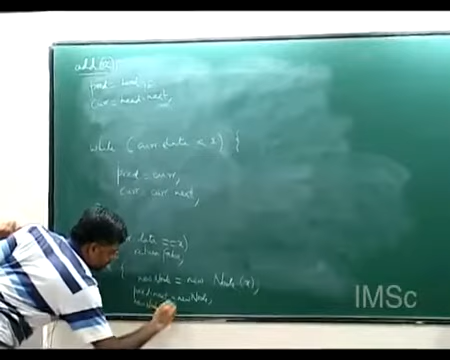 add(x)
pred = head;
curr = head.next;
while (curr.data < x) {
pred = curr;
curr = curr.next;
data == x)
return false;
{
newNode = new Node(x);
pred.next = newNode;
IMSc